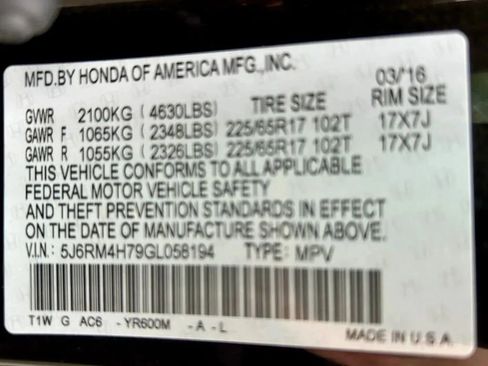 MFD.BY HONDA OF AMERICA MFG.,INC. 03/'16
GVWR 2100KG ( 4630LBS) TIRE SIZE RIM SIZE
GAWR F 1065KG ( 2348LBS) 225/65R17 102T 17X7J
GAWR R 1055KG ( 2326LBS) 225/65R17 102T 17X7J
THIS VEHICLE CONFORMS TO ALL APPLICABLE
FEDERAL MOTOR VEHICLE SAFETY
AND THEFT PREVENTION STANDARDS IN EFFECT
ON THE DATE OF MANUFACTURE SHOWN ABOVE.
V.I.N: 5J6RM4H79GL058194 TYPE: MPV
T1W G AC6 -YR600M -A-L
MADE IN U.S.A.